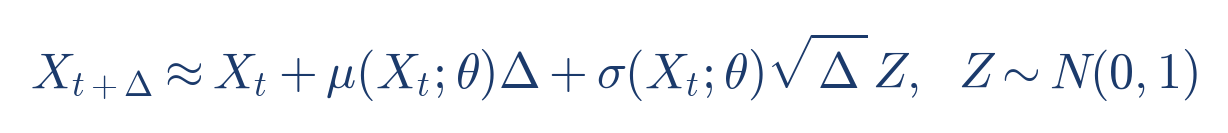 X_{t+Δ} ≈ X_t + μ(X_t; θ)Δ + σ(X_t; θ)√Δ Z, Z ∼ N(0, 1)